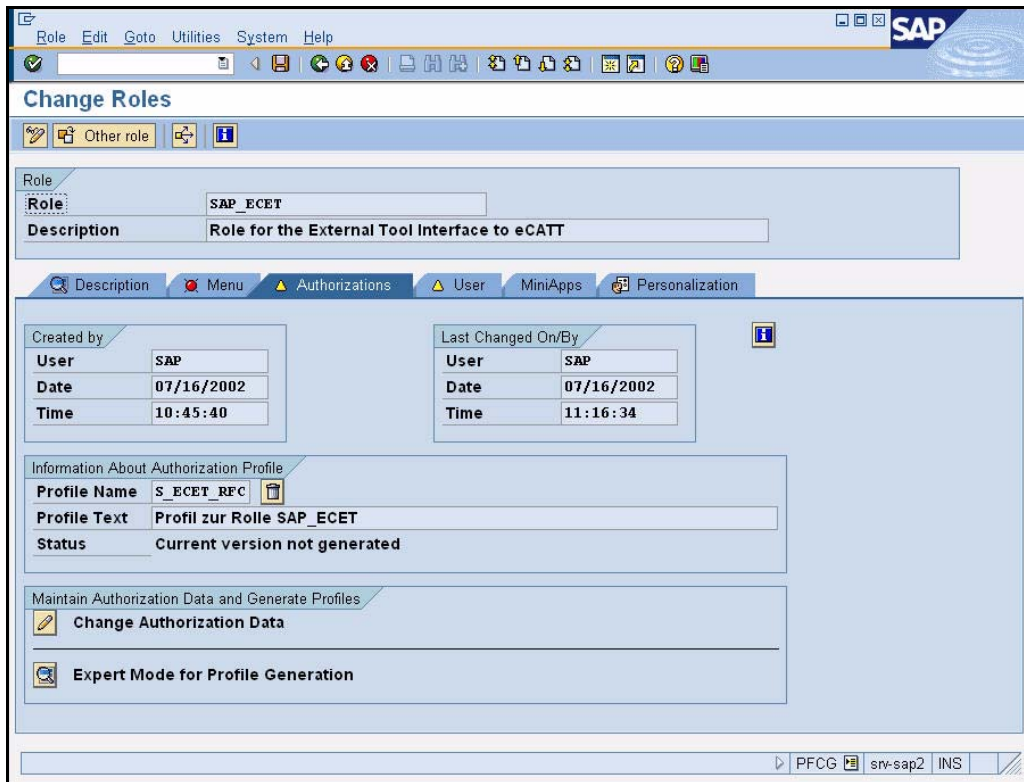 Role Edit Goto Utilities System Help
SAP
Change Roles
Other role
Role
Role SAP_ECET
Description Role for the External Tool Interface to eCATT
Description Menu Authorizations User MiniApps Personalization
Created by Last Changed On/By
User SAP User SAP
Date 07/16/2002 Date 07/16/2002
Time 10:45:40 Time 11:16:34
Information About Authorization Profile
Profile Name S_ECET_RFC
Profile Text Profil zur Rolle SAP_ECET
Status Current version not generated
Maintain Authorization Data and Generate Profiles
Change Authorization Data
Expert Mode for Profile Generation
PFCG srv-sap2 INS